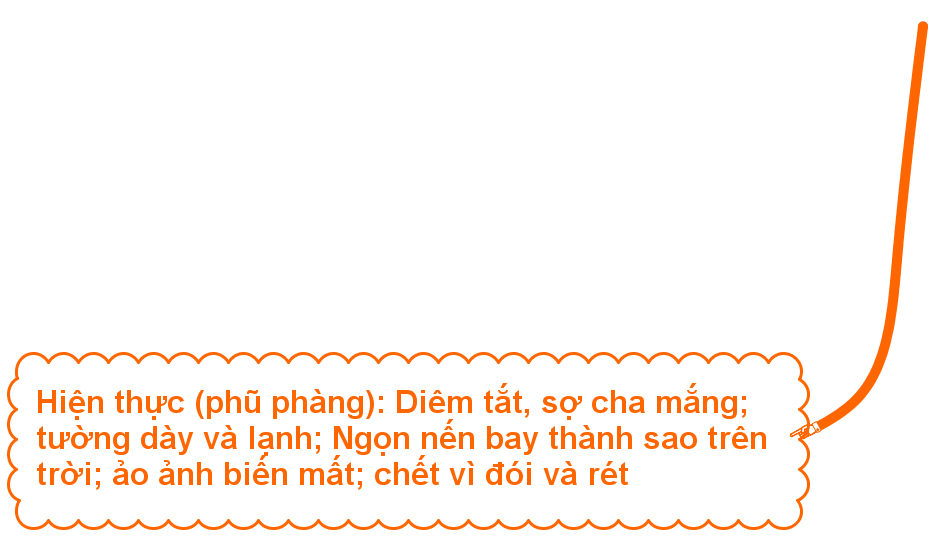 Hiện thực (phũ phàng): Diêm tắt, sợ cha mắng;
tường dày và lạnh; Ngọn nến bay thành sao trên
trời; ảo ảnh biến mất; chết vì đói và rét